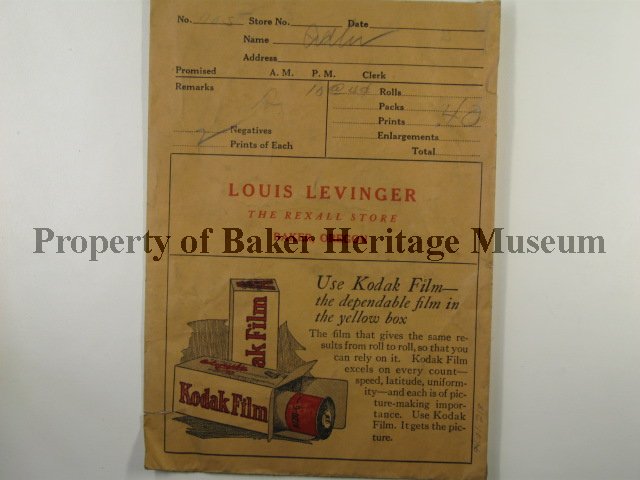 No. Store No. Date
Name Adler
Address
Promised A. M. P. M. Clerk
Remarks
Rolls
Packs
Prints
Enlargements
Total
Negatives
Prints of Each
LOUIS LEVINGER
THE REXALL STORE
BAKER, OREGON
Property of Baker Heritage Museum
Use Kodak Film—
the dependable film in
the yellow box
The film that gives the same re-
sults from roll to roll, so that you
can rely on it. Kodak Film
excels on every count—
speed, latitude, uniform-
ity—and each is of pic-
ture-making impor-
tance. Use Kodak
Film. It gets the pic-
ture.
ak Film
Kodak Film